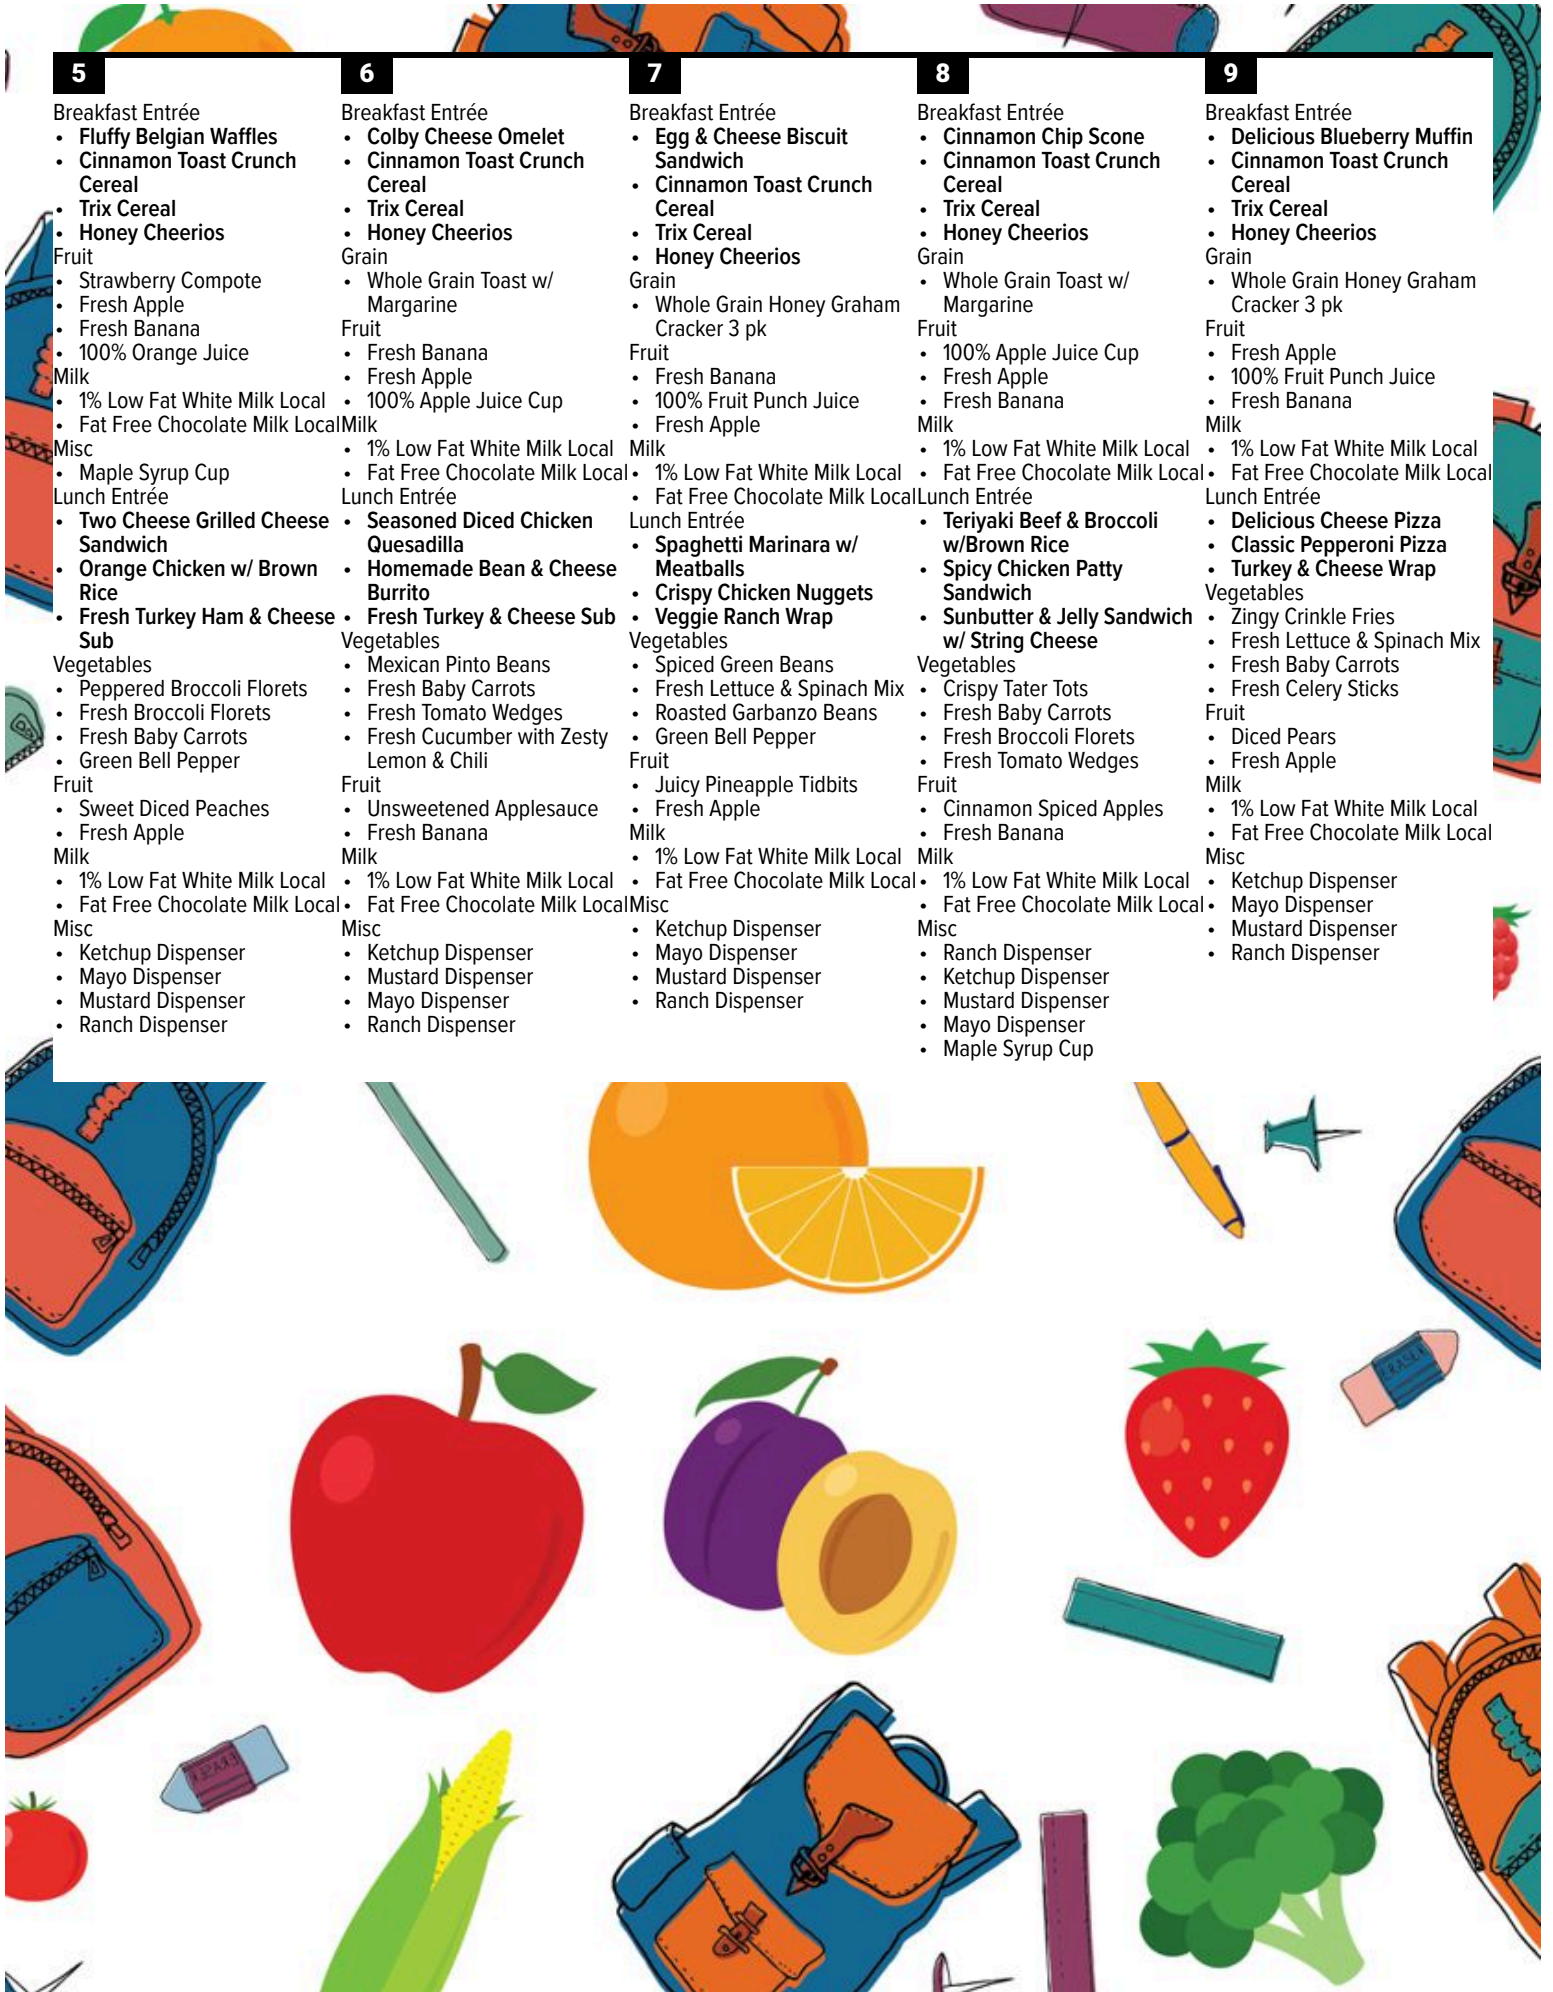 5
Breakfast Entrée
• Fluffy Belgian Waffles
• Cinnamon Toast Crunch
Cereal
• Trix Cereal
• Honey Cheerios
Fruit
• Strawberry Compote
• Fresh Apple
• Fresh Banana
• 100% Orange Juice
Milk
• 1% Low Fat White Milk Local
• Fat Free Chocolate Milk Local
Misc
• Maple Syrup Cup
Lunch Entrée
• Two Cheese Grilled Cheese
Sandwich
• Orange Chicken w/ Brown
Rice
• Fresh Turkey Ham & Cheese
Sub
Vegetables
• Peppered Broccoli Florets
• Fresh Broccoli Florets
• Fresh Baby Carrots
• Green Bell Pepper
Fruit
• Sweet Diced Peaches
• Fresh Apple
Milk
• 1% Low Fat White Milk Local
• Fat Free Chocolate Milk Local
Misc
• Ketchup Dispenser
• Mayo Dispenser
• Mustard Dispenser
• Ranch Dispenser
6
Breakfast Entrée
• Colby Cheese Omelet
• Cinnamon Toast Crunch
Cereal
• Trix Cereal
• Honey Cheerios
Grain
• Whole Grain Toast w/
Margarine
Fruit
• Fresh Banana
• Fresh Apple
• 100% Apple Juice Cup
Milk
• 1% Low Fat White Milk Local
• Fat Free Chocolate Milk Local
Lunch Entrée
• Seasoned Diced Chicken
Quesadilla
• Homemade Bean & Cheese
Burrito
• Fresh Turkey & Cheese Sub
Vegetables
• Mexican Pinto Beans
• Fresh Baby Carrots
• Fresh Tomato Wedges
• Fresh Cucumber with Zesty
Lemon & Chili
Fruit
• Unsweetened Applesauce
• Fresh Banana
Milk
• 1% Low Fat White Milk Local
• Fat Free Chocolate Milk Local
Misc
• Ketchup Dispenser
• Mustard Dispenser
• Mayo Dispenser
• Ranch Dispenser
7
Breakfast Entrée
• Egg & Cheese Biscuit
Sandwich
• Cinnamon Toast Crunch
Cereal
• Trix Cereal
• Honey Cheerios
Grain
• Whole Grain Honey Graham
Cracker 3 pk
Fruit
• Fresh Banana
• 100% Fruit Punch Juice
• Fresh Apple
Milk
• 1% Low Fat White Milk Local
• Fat Free Chocolate Milk Local
Lunch Entrée
• Spaghetti Marinara w/
Meatballs
• Crispy Chicken Nuggets
• Veggie Ranch Wrap
Vegetables
• Spiced Green Beans
• Fresh Lettuce & Spinach Mix
• Roasted Garbanzo Beans
• Green Bell Pepper
Fruit
• Juicy Pineapple Tidbits
• Fresh Apple
Milk
• 1% Low Fat White Milk Local
• Fat Free Chocolate Milk Local
Misc
• Ketchup Dispenser
• Mayo Dispenser
• Mustard Dispenser
• Ranch Dispenser
8
Breakfast Entrée
• Cinnamon Chip Scone
• Cinnamon Toast Crunch
Cereal
• Trix Cereal
• Honey Cheerios
Grain
• Whole Grain Toast w/
Margarine
Fruit
• 100% Apple Juice Cup
• Fresh Apple
• Fresh Banana
Milk
• 1% Low Fat White Milk Local
• Fat Free Chocolate Milk Local
Lunch Entrée
• Teriyaki Beef & Broccoli
w/Brown Rice
• Spicy Chicken Patty
Sandwich
• Sunbutter & Jelly Sandwich
w/ String Cheese
Vegetables
• Crispy Tater Tots
• Fresh Baby Carrots
• Fresh Broccoli Florets
• Fresh Tomato Wedges
Fruit
• Cinnamon Spiced Apples
• Fresh Banana
Milk
• 1% Low Fat White Milk Local
• Fat Free Chocolate Milk Local
Misc
• Ranch Dispenser
• Ketchup Dispenser
• Mustard Dispenser
• Mayo Dispenser
• Maple Syrup Cup
9
Breakfast Entrée
• Delicious Blueberry Muffin
• Cinnamon Toast Crunch
Cereal
• Trix Cereal
• Honey Cheerios
Grain
• Whole Grain Honey Graham
Cracker 3 pk
Fruit
• Fresh Apple
• 100% Fruit Punch Juice
• Fresh Banana
Milk
• 1% Low Fat White Milk Local
• Fat Free Chocolate Milk Local
Lunch Entrée
• Delicious Cheese Pizza
• Classic Pepperoni Pizza
• Turkey & Cheese Wrap
Vegetables
• Zingy Crinkle Fries
• Fresh Lettuce & Spinach Mix
• Fresh Baby Carrots
• Fresh Celery Sticks
Fruit
• Diced Pears
• Fresh Apple
Milk
• 1% Low Fat White Milk Local
• Fat Free Chocolate Milk Local
Misc
• Ketchup Dispenser
• Mayo Dispenser
• Mustard Dispenser
• Ranch Dispenser
ERASER
ERASER